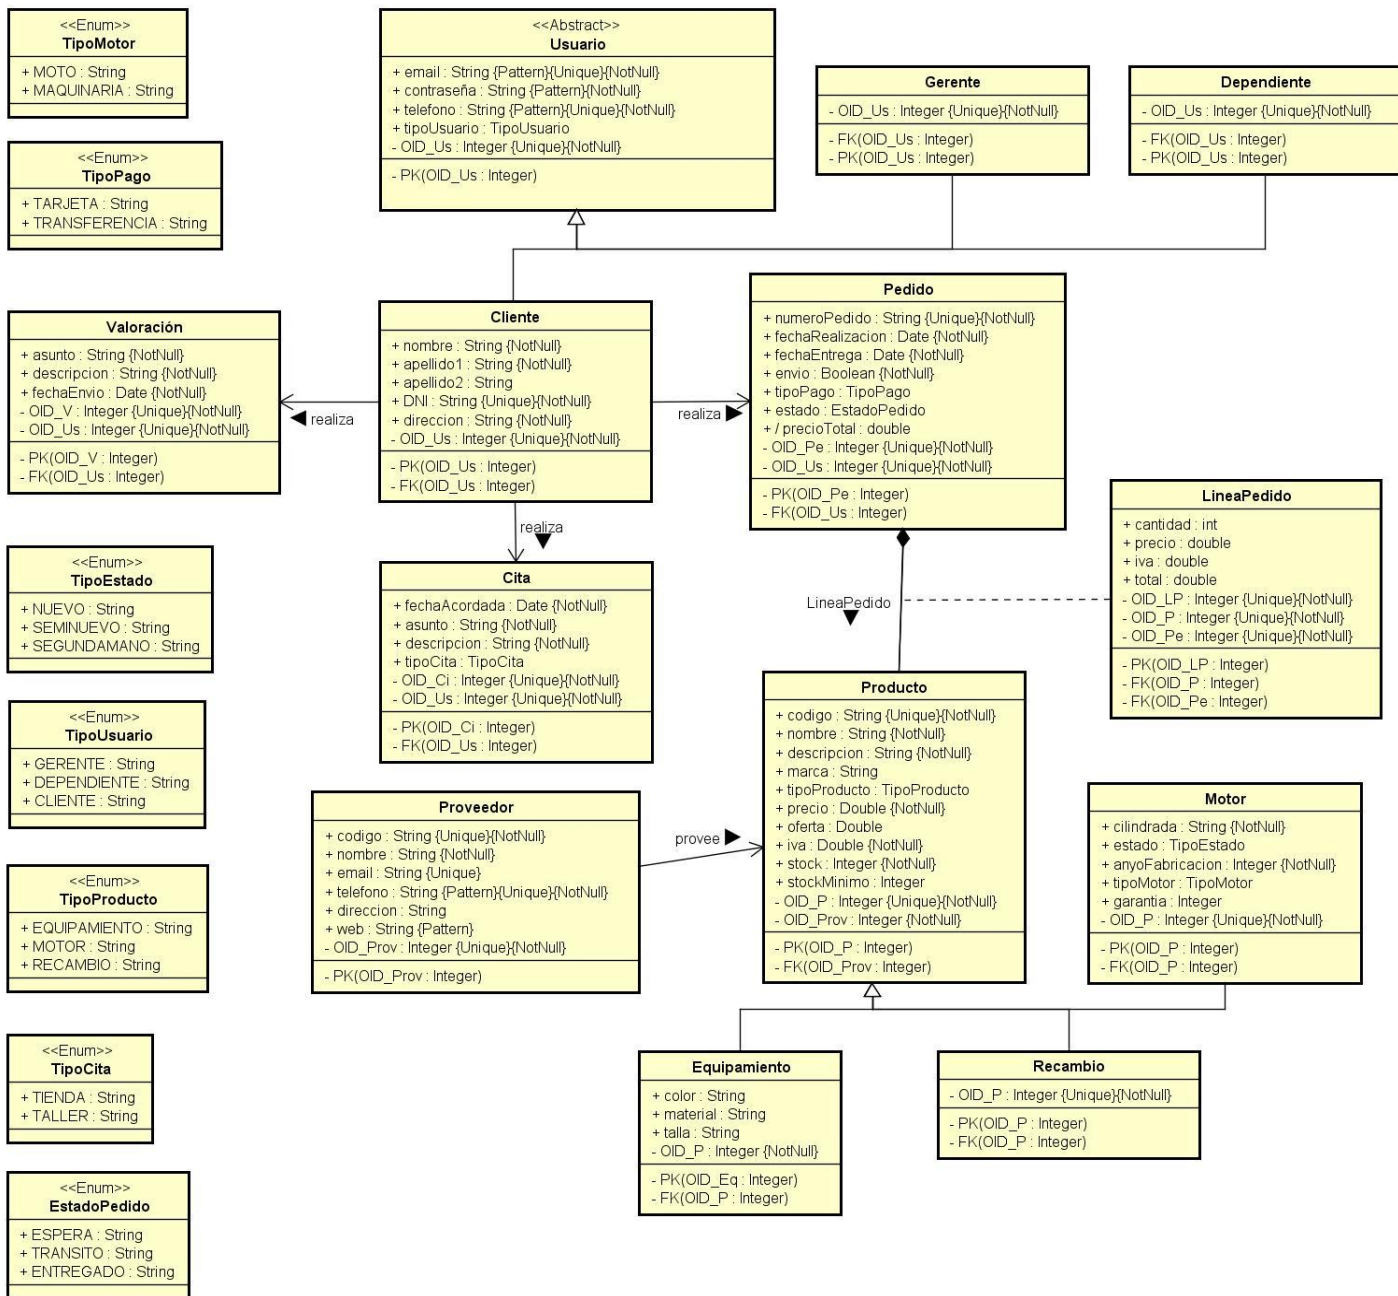 <<Enum>>
TipoMotor
+ MOTO : String
+ MAQUINARIA : String
<<Enum>>
TipoPago
+ TARJETA : String
+ TRANSFERENCIA : String
<<Abstract>>
Usuario
+ email : String {Pattern}{Unique}{NotNull}
+ contraseña : String {Pattern}{NotNull}
+ telefono : String {Pattern}{Unique}{NotNull}
+ tipoUsuario : TipoUsuario
- OID_Us : Integer {Unique}{NotNull}
- PK(OID_Us : Integer)
Gerente
- OID_Us : Integer {Unique}{NotNull}
- FK(OID_Us : Integer)
- PK(OID_Us : Integer)
Dependiente
- OID_Us : Integer {Unique}{NotNull}
- FK(OID_Us : Integer)
- PK(OID_Us : Integer)
Valoración
+ asunto : String {NotNull}
+ descripcion : String {NotNull}
+ fechaEnvio : Date {NotNull}
- OID_V : Integer {Unique}{NotNull}
- OID_Us : Integer {Unique}{NotNull}
- PK(OID_V : Integer)
- FK(OID_Us : Integer)
realiza
Cliente
+ nombre : String {NotNull}
+ apellido1 : String {NotNull}
+ apellido2 : String
+ DNI : String {Unique}{NotNull}
+ direccion : String {NotNull}
- OID_Us : Integer {Unique}{NotNull}
- PK(OID_Us : Integer)
- FK(OID_Us : Integer)
realiza
Pedido
+ numeroPedido : String {Unique}{NotNull}
+ fechaRealizacion : Date {NotNull}
+ fechaEntrega : Date {NotNull}
+ envio : Boolean {NotNull}
+ tipoPago : TipoPago
+ estado : EstadoPedido
+ / precioTotal : double
- OID_Pe : Integer {Unique}{NotNull}
- OID_Us : Integer {Unique}{NotNull}
- PK(OID_Pe : Integer)
- FK(OID_Us : Integer)
LineaPedido
+ cantidad : int
+ precio : double
+ iva : double
+ total : double
- OID_LP : Integer {Unique}{NotNull}
- OID_P : Integer {Unique}{NotNull}
- OID_Pe : Integer {Unique}{NotNull}
- PK(OID_LP : Integer)
- FK(OID_P : Integer)
- FK(OID_Pe : Integer)
realiza
LineaPedido
<<Enum>>
TipoEstado
+ NUEVO : String
+ SEMINUEVO : String
+ SEGUNDAMANO : String
Cita
+ fechaAcordada : Date {NotNull}
+ asunto : String {NotNull}
+ descripcion : String {NotNull}
+ tipoCita : TipoCita
- OID_Ci : Integer {Unique}{NotNull}
- OID_Us : Integer {Unique}{NotNull}
- PK(OID_Ci : Integer)
- FK(OID_Us : Integer)
<<Enum>>
TipoUsuario
+ GERENTE : String
+ DEPENDIENTE : String
+ CLIENTE : String
Proveedor
+ codigo : String {Unique}{NotNull}
+ nombre : String {NotNull}
+ email : String {Unique}
+ telefono : String {Pattern}{Unique}{NotNull}
+ direccion : String
+ web : String {Pattern}
- OID_Prov : Integer {Unique}{NotNull}
- PK(OID_Prov : Integer)
provee
Producto
+ codigo : String {Unique}{NotNull}
+ nombre : String {NotNull}
+ descripcion : String {NotNull}
+ marca : String
+ tipoProducto : TipoProducto
+ precio : Double {NotNull}
+ oferta : Double
+ iva : Double {NotNull}
+ stock : Integer {NotNull}
+ stockMinimo : Integer
- OID_P : Integer {Unique}{NotNull}
- OID_Prov : Integer {NotNull}
- PK(OID_P : Integer)
- FK(OID_Prov : Integer)
Motor
+ cilindrada : String {NotNull}
+ estado : TipoEstado
+ anyoFabricacion : Integer {NotNull}
+ tipoMotor : TipoMotor
+ garantia : Integer
- OID_P : Integer {Unique}{NotNull}
- PK(OID_P : Integer)
- FK(OID_P : Integer)
<<Enum>>
TipoProducto
+ EQUIPAMIENTO : String
+ MOTOR : String
+ RECAMBIO : String
<<Enum>>
TipoCita
+ TIENDA : String
+ TALLER : String
Equipamiento
+ color : String
+ material : String
+ talla : String
- OID_P : Integer {NotNull}
- PK(OID_Eq : Integer)
- FK(OID_P : Integer)
Recambio
- OID_P : Integer {Unique}{NotNull}
- PK(OID_P : Integer)
- FK(OID_P : Integer)
<<Enum>>
EstadoPedido
+ ESPERA : String
+ TRANSITO : String
+ ENTREGADO : String